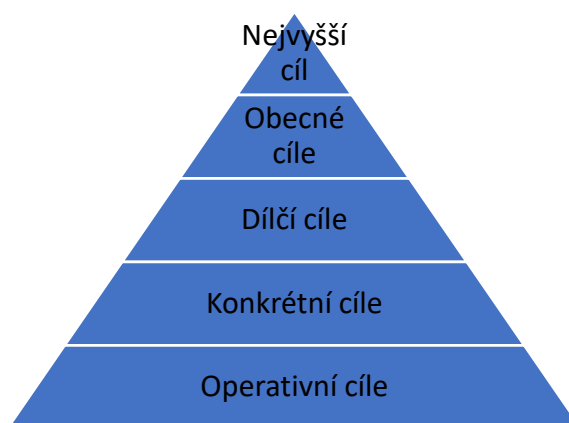 Nejvyšší
cíl
Obecné
cíle
Dílčí cíle
Konkrétní cíle
Operativní cíle